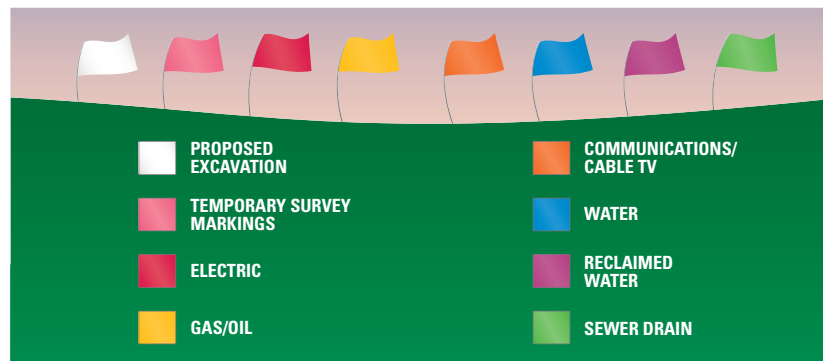 PROPOSED
EXCAVATION
TEMPORARY SURVEY
MARKINGS
ELECTRIC
GAS/OIL
COMMUNICATIONS/
CABLE TV
WATER
RECLAIMED
WATER
SEWER DRAIN